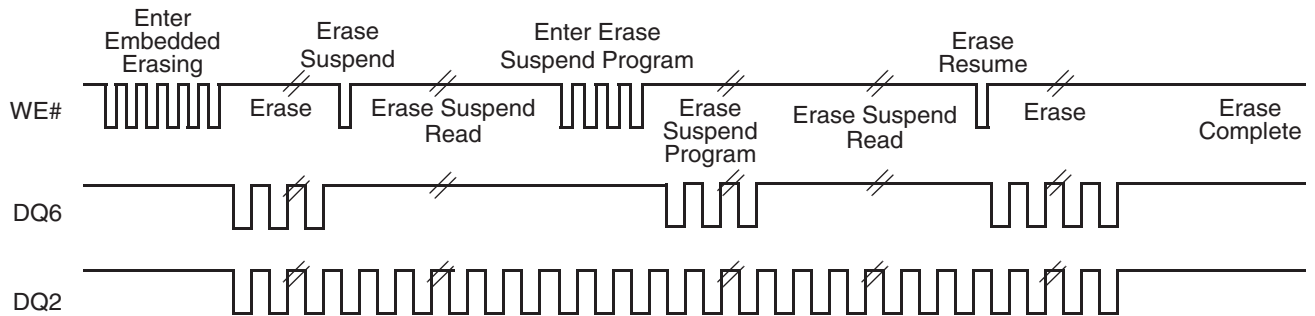 Enter
Embedded
Erasing
Erase
Suspend
Enter Erase
Suspend Program
Erase
Resume
WE#
Erase
Erase Suspend
Read
Erase
Suspend
Program
Erase Suspend
Read
Erase
Erase
Complete
DQ6
DQ2